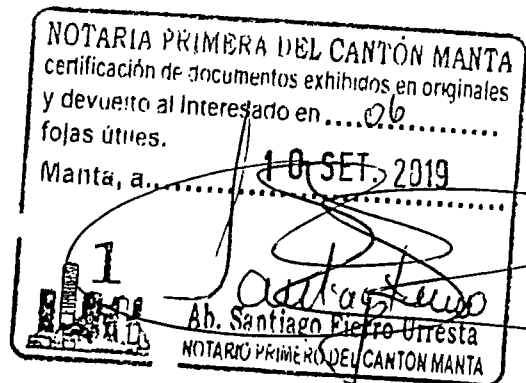 NOTARIA PRIMERA DEL CANTÓN MANTA
certificación de documentos exhibidos en originales
y devuelto al interesado en ..... 06 ..............
fojas útiles.
Manta, a...... 10 SET. 2019
1
Ab. Santiago Fierro Urresta
NOTARIO PRIMERO DEL CANTON MANTA